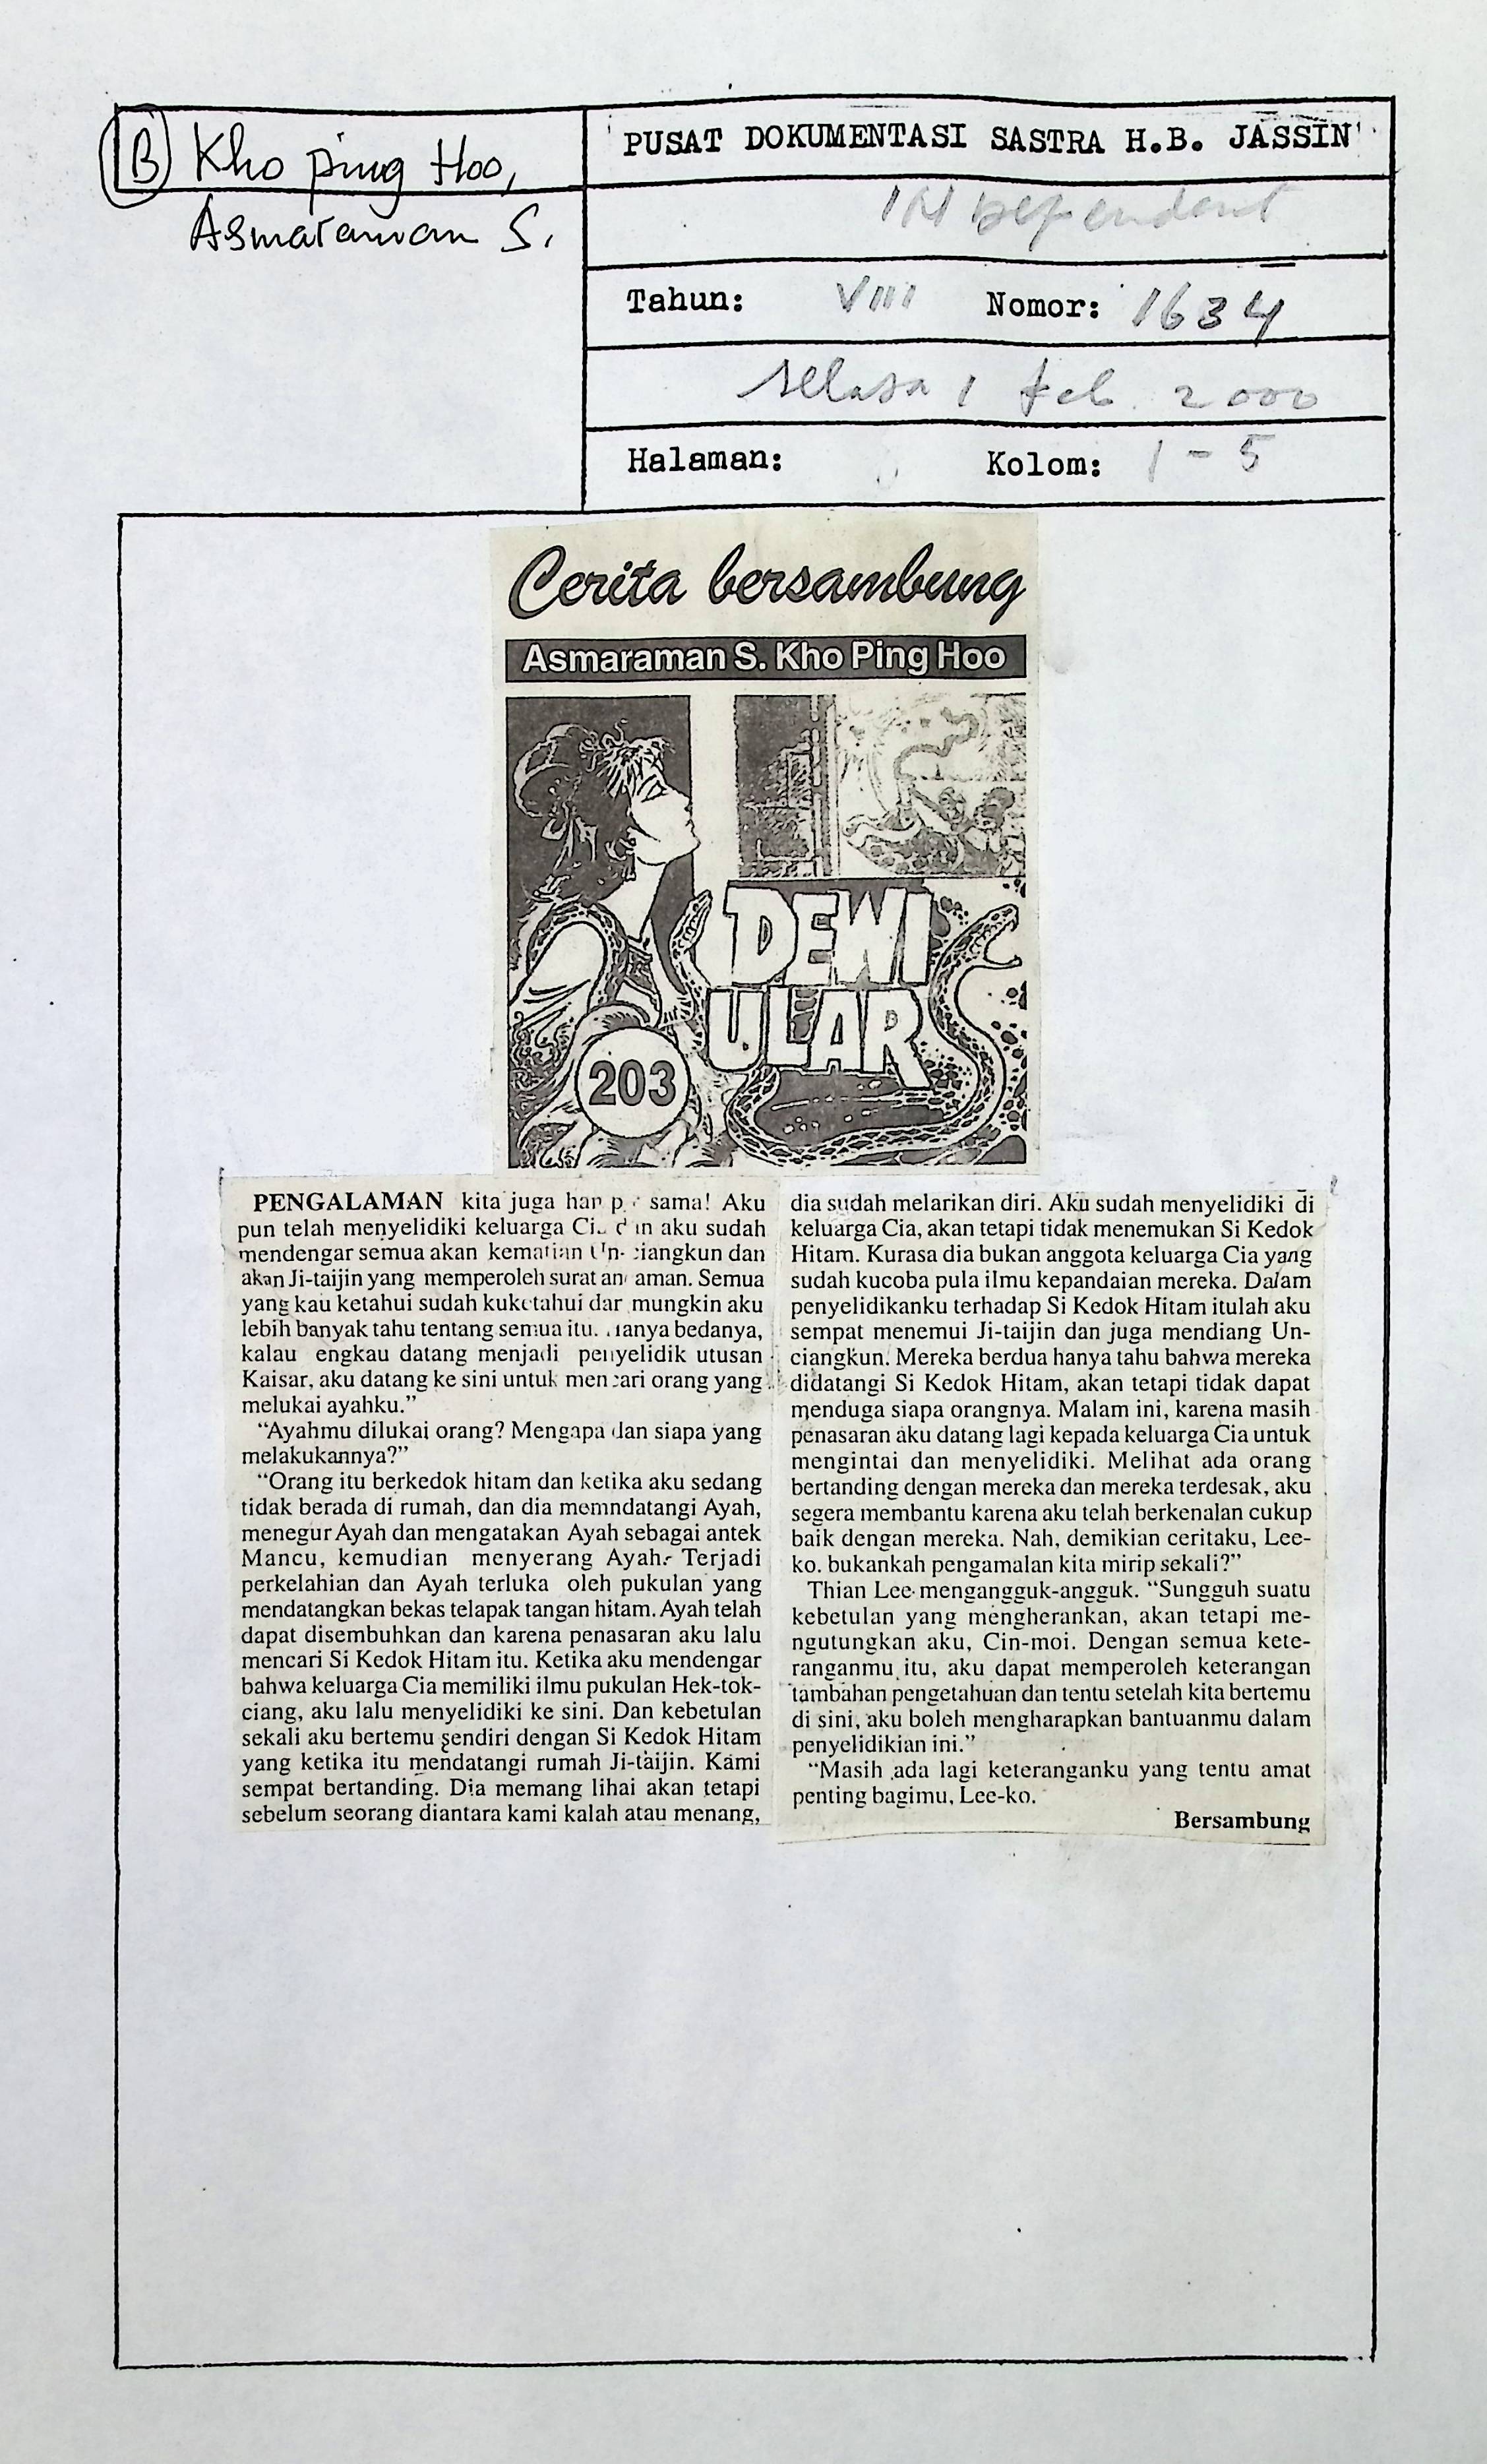 B Kho Ping Hoo,
Asmaraman S.
PUSAT DOKUMENTASI SASTRA H.B. JASSIN
Independent
Tahun: VIII Nomor: 1634
Selasa 1 Feb. 2000
Halaman: Kolom: 1 - 5
Cerita bersambung
Asmaraman S. Kho Ping Hoo
DEWI
ULAR
203
PENGALAMAN kita juga sama! Aku
pun telah menyelidiki keluarga aku sudah
mendengar semua akan kematian Un-ciangkun dan
akan Ji-taijin yang memperoleh surat aman. Semua
yang kau ketahui sudah kuketahui dan mungkin aku
lebih banyak tahu tentang semua itu. Hanya bedanya,
kalau engkau datang menjadi penyelidik utusan
Kaisar, aku datang ke sini untuk mencari orang yang
melukai ayahku.”
“Ayahmu dilukai orang? Mengapa dan siapa yang
melakukannya?”
“Orang itu berkedok hitam dan ketika aku sedang
tidak berada di rumah, dan dia memndatangi Ayah,
menegur Ayah dan mengatakan Ayah sebagai antek
Mancu, kemudian menyerang Ayah. Terjadi
perkelahian dan Ayah terluka oleh pukulan yang
mendatangkan bekas telapak tangan hitam. Ayah telah
dapat disembuhkan dan karena penasaran aku lalu
mencari Si Kedok Hitam itu. Ketika aku mendengar
bahwa keluarga Cia memiliki ilmu pukulan Hek-tok-
ciang, aku lalu menyelidiki ke sini. Dan kebetulan
sekali aku bertemu sendiri dengan Si Kedok Hitam
yang ketika itu mendatangi rumah Ji-taijin. Kami
sempat bertanding. Dia memang lihai akan tetapi
sebelum seorang diantara kami kalah atau menang,
dia sudah melarikan diri. Aku sudah menyelidiki di
keluarga Cia, akan tetapi tidak menemukan Si Kedok
Hitam. Kurasa dia bukan anggota keluarga Cia yang
sudah kucoba pula ilmu kepandaian mereka. Dalam
penyelidikanku terhadap Si Kedok Hitam itulah aku
sempat menemui Ji-taijin dan juga mendiang Un-
ciangkun. Mereka berdua hanya tahu bahwa mereka
didatangi Si Kedok Hitam, akan tetapi tidak dapat
menduga siapa orangnya. Malam ini, karena masih
penasaran aku datang lagi kepada keluarga Cia untuk
mengintai dan menyelidiki. Melihat ada orang
bertanding dengan mereka dan mereka terdesak, aku
segera membantu karena aku telah berkenalan cukup
baik dengan mereka. Nah, demikian ceritaku, Lee-
ko. bukankah pengamalan kita mirip sekali?”
Thian Lee mengangguk-angguk. “Sungguh suatu
kebetulan yang mengherankan, akan tetapi me-
ngutungkan aku, Cin-moi. Dengan semua kete-
ranganmu itu, aku dapat memperoleh keterangan
tambahan pengetahuan dan tentu setelah kita bertemu
di sini, aku boleh mengharapkan bantuanmu dalam
penyelidikian ini.”
“Masih ada lagi keteranganku yang tentu amat
penting bagimu, Lee-ko.
Bersambung